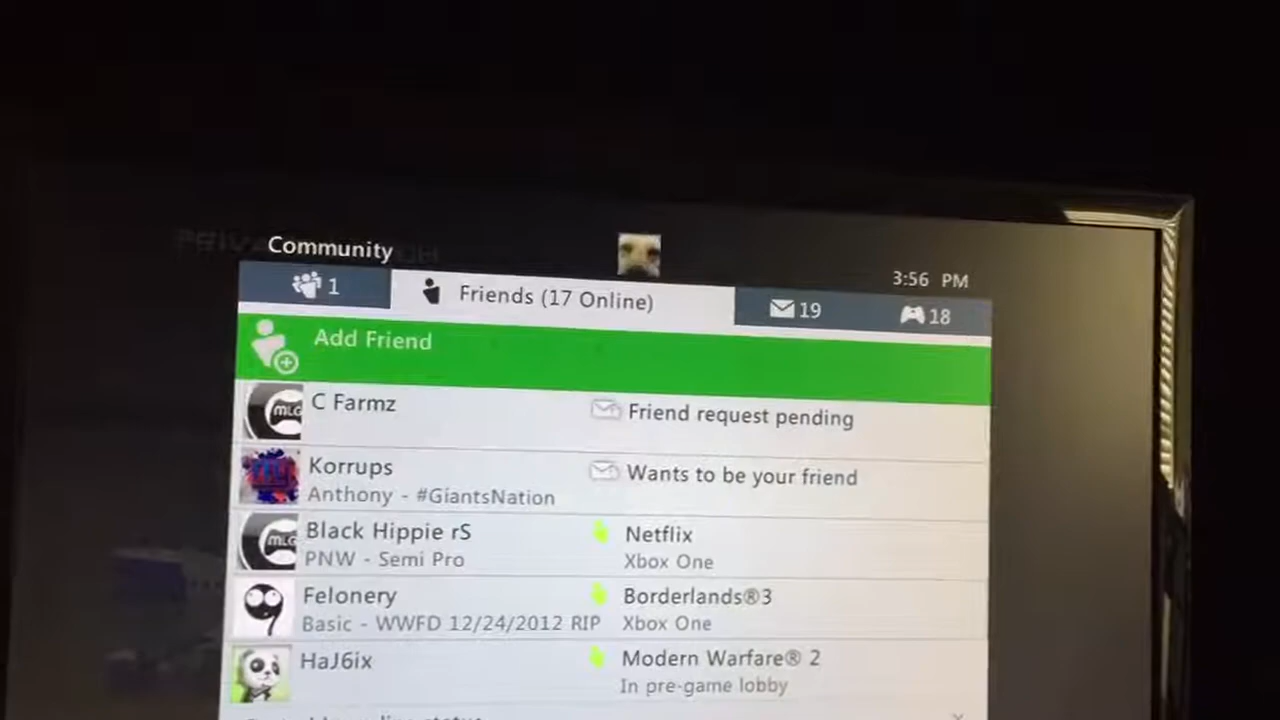 Community
3:56 PM
1
Friends (17 Online)
19
18
Add Friend
C Farmz
Friend request pending
Korrups
Wants to be your friend
Anthony - #GiantsNation
Black Hippie rS
Netflix
PNW - Semi Pro
Xbox One
Felonery
Borderlands®3
Basic - WWFD 12/24/2012 RIP
Xbox One
HaJ6ix
Modern Warfare® 2
In pre-game lobby